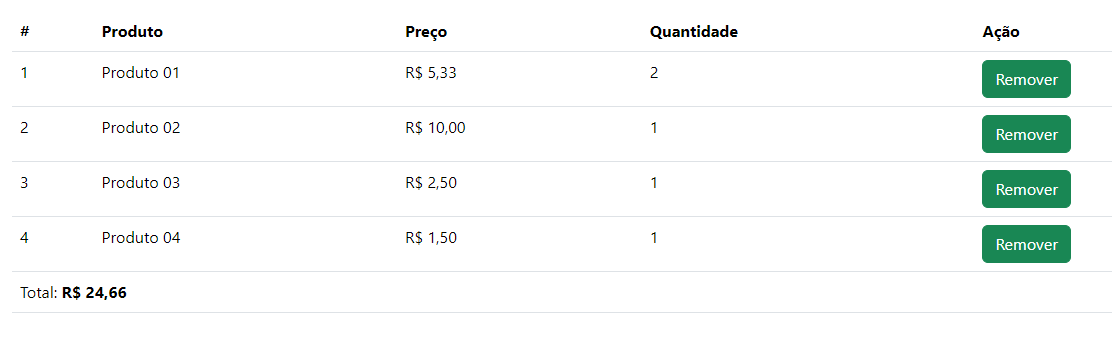 # Produto Preço Quantidade Ação
1 Produto 01 R$ 5,33 2 Remover
2 Produto 02 R$ 10,00 1 Remover
3 Produto 03 R$ 2,50 1 Remover
4 Produto 04 R$ 1,50 1 Remover
Total: R$ 24,66